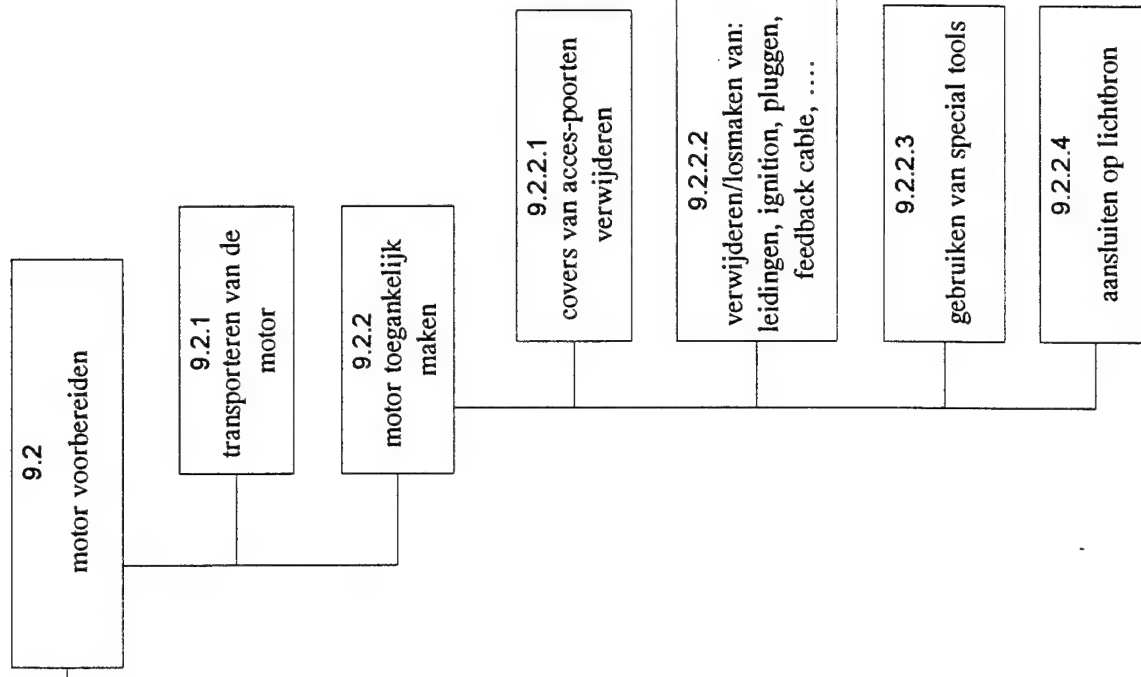 9.2
motor voorbereiden
9.2.1
transporteren van de
motor
9.2.2
motor toegankelijk
maken
9.2.2.1
covers van acces-poorten
verwijderen
9.2.2.2
verwijderen/losmaken van:
leidingen, ignition, pluggen,
feedback cable, ....
9.2.2.3
gebruiken van special tools
9.2.2.4
aansluiten op lichtbron